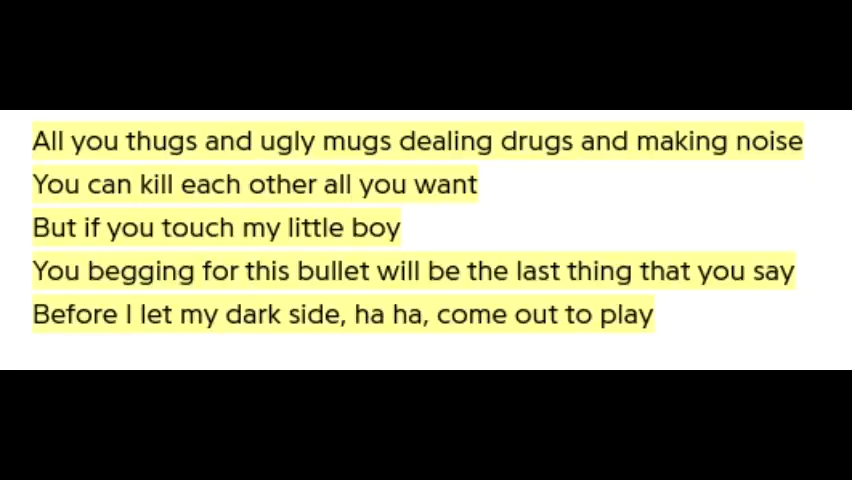 All you thugs and ugly mugs dealing drugs and making noise
You can kill each other all you want
But if you touch my little boy
You begging for this bullet will be the last thing that you say
Before I let my dark side, ha ha, come out to play